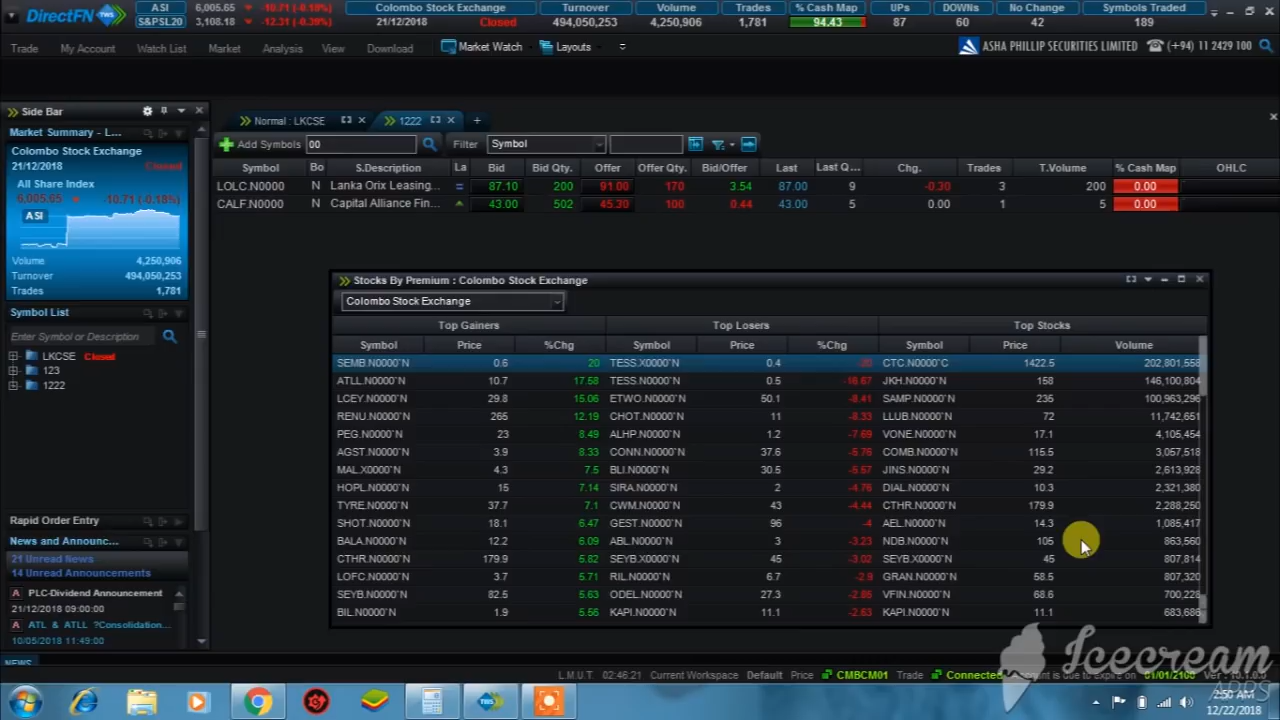 DirectFN TWS
ASI 6,005.65 -10.71 (-0.18%)
S&PSL20 3,108.18 -12.31 (-0.39%)
Colombo Stock Exchange Turnover Volume Trades % Cash Map UPs DOWNs No Change Symbols Traded
21/12/2018 Closed 494,050,253 4,250,906 1,781 94.43 87 60 42 189
Trade My Account Watch List Market Analysis View Download Market Watch Layouts
ASHA PHILLIP SECURITIES LIMITED (+94) 11 2429 100
Side Bar
Market Summary - L...
Colombo Stock Exchange
21/12/2018 Closed
All Share Index
6,005.65 -10.71 (-0.18%)
ASI
Volume 4,250,906
Turnover 494,050,253
Trades 1,781
Symbol List
Enter Symbol or Description
LKCSE Closed
123
1222
Rapid Order Entry
News and Announc...
21 Unread News
14 Unread Announcements
A PLC-Dividend Announcement
21/12/2018 09:00:00
A ATL & ATLL ?Consolidation...
10/05/2018 11:49:00
NEWS
Normal : LKCSE 1222
Add Symbols 00 Filter Symbol
Symbol Bo S.Description La Bid Bid Qty. Offer Offer Qty. Bid/Offer Last Last Q... Chg. Trades T.Volume % Cash Map OHLC
LOLC.N0000 N Lanka Orix Leasing... = 87.10 200 91.00 170 3.54 87.00 9 -0.30 3 200 0.00
CALF.N0000 N Capital Alliance Fin... 43.00 502 45.30 100 0.44 43.00 5 0.00 1 5 0.00
Stocks By Premium : Colombo Stock Exchange
Colombo Stock Exchange
Top Gainers Top Losers Top Stocks
Symbol Price %Chg Symbol Price %Chg Symbol Price Volume
SEMB.N0000`N 0.6 20 TESS.X0000`N 0.4 -20 CTC.N0000`C 1422.5 202,801,558
ATLL.N0000`N 10.7 17.58 TESS.N0000`N 0.5 -16.67 JKH.N0000`N 158 146,100,804
LCEY.N0000`N 29.8 15.06 ETWO.N0000`N 50.1 -8.41 SAMP.N0000`N 235 100,963,296
RENU.N0000`N 265 12.19 CHOT.N0000`N 11 -8.33 LLUB.N0000`N 72 11,742,651
PEG.N0000`N 23 8.49 ALHP.N0000`N 1.2 -7.69 VONE.N0000`N 17.1 4,105,454
AGST.N0000`N 3.9 8.33 CONN.N0000`N 37.6 -5.76 COMB.N0000`N 115.5 3,057,518
MAL.X0000`N 4.3 7.5 BLI.N0000`N 30.5 -5.57 JINS.N0000`N 29.2 2,613,928
HOPL.N0000`N 15 7.14 SIRA.N0000`N 2 -4.76 DIAL.N0000`N 10.3 2,321,380
TYRE.N0000`N 37.7 7.1 CWM.N0000`N 43 -4.44 CTHR.N0000`N 179.9 2,288,250
SHOT.N0000`N 18.1 6.47 GEST.N0000`N 96 -4 AEL.N0000`N 14.3 1,085,417
BALA.N0000`N 12.2 6.09 ABL.N0000`N 3 -3.23 NDB.N0000`N 105 863,560
CTHR.N0000`N 179.9 5.82 SEYB.X0000`N 45 -3.02 SEYB.X0000`N 45 807,814
LOFC.N0000`N 3.7 5.71 RIL.N0000`N 6.7 -2.9 GRAN.N0000`N 58.5 807,320
SEYB.N0000`N 82.5 5.63 ODEL.N0000`N 27.3 -2.85 VFIN.N0000`N 68.6 700,228
BIL.N0000`N 1.9 5.56 KAPI.N0000`N 11.1 -2.63 KAPI.N0000`N 11.1 683,686
L.M.U.T: 02:46:21 Current Workspace Default Price CMBCM01 Trade Connected
Icecream
APPS
2:50 AM
12/22/2018